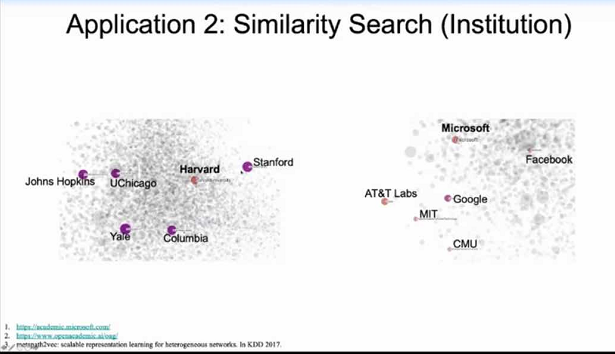 Application 2: Similarity Search (Institution)
Microsoft
Facebook
Harvard
Stanford
Johns Hopkins
UChicago
AT&T Labs
Google
MIT
Yale
Columbia
CMU
1. https://academic.microsoft.com/
2. https://www.openacademic.ai/oag/
3. metapath2vec: scalable representation learning for heterogeneous networks. In KDD 2017.